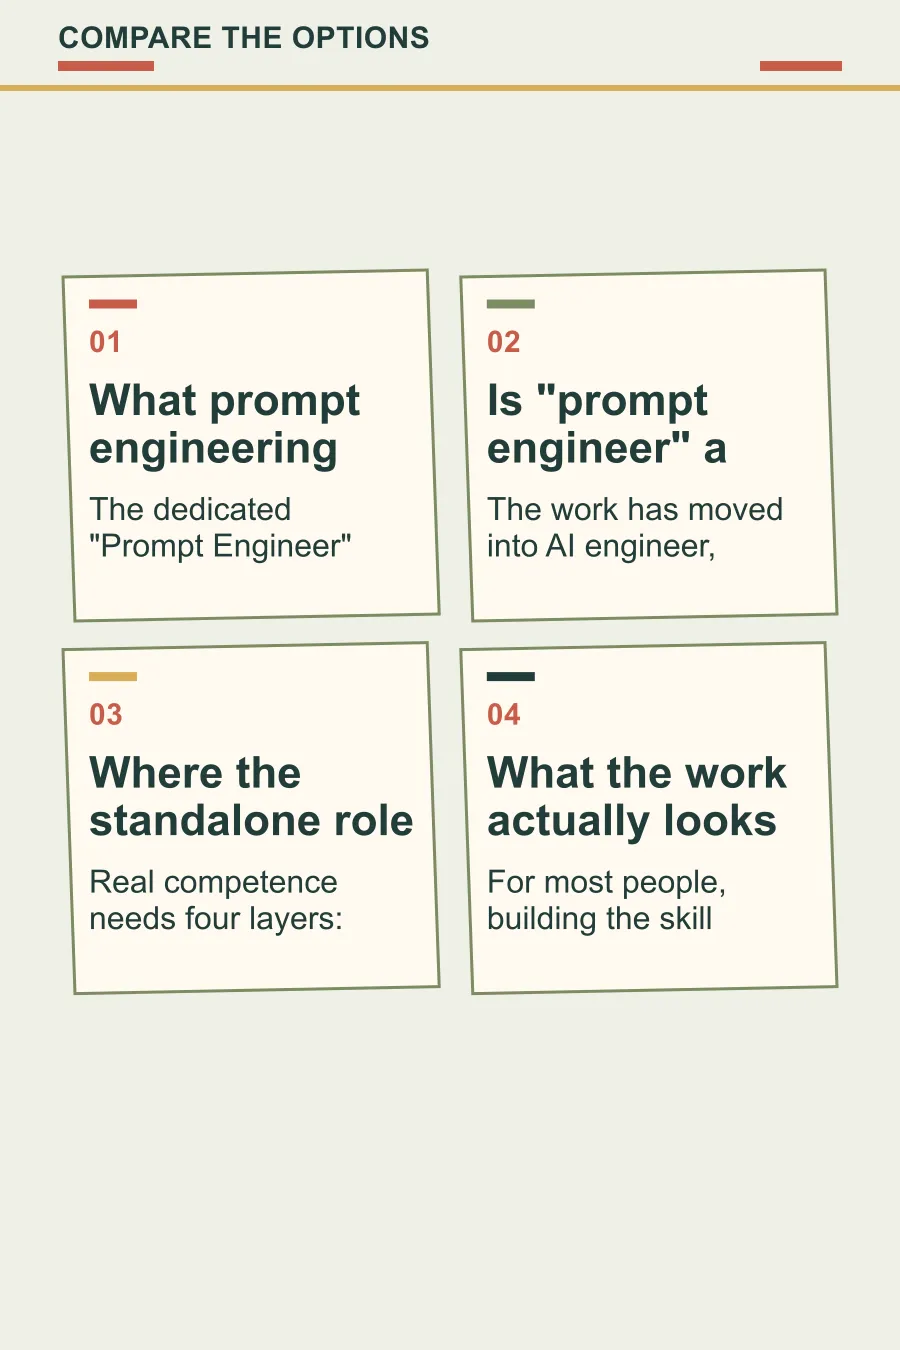 COMPARE THE OPTIONS
01
What prompt
engineering
The dedicated
"Prompt Engineer"
02
Is "prompt
engineer" a
The work has moved
into AI engineer,
03
Where the
standalone role
Real competence
needs four layers:
04
What the work
actually looks
For most people,
building the skill